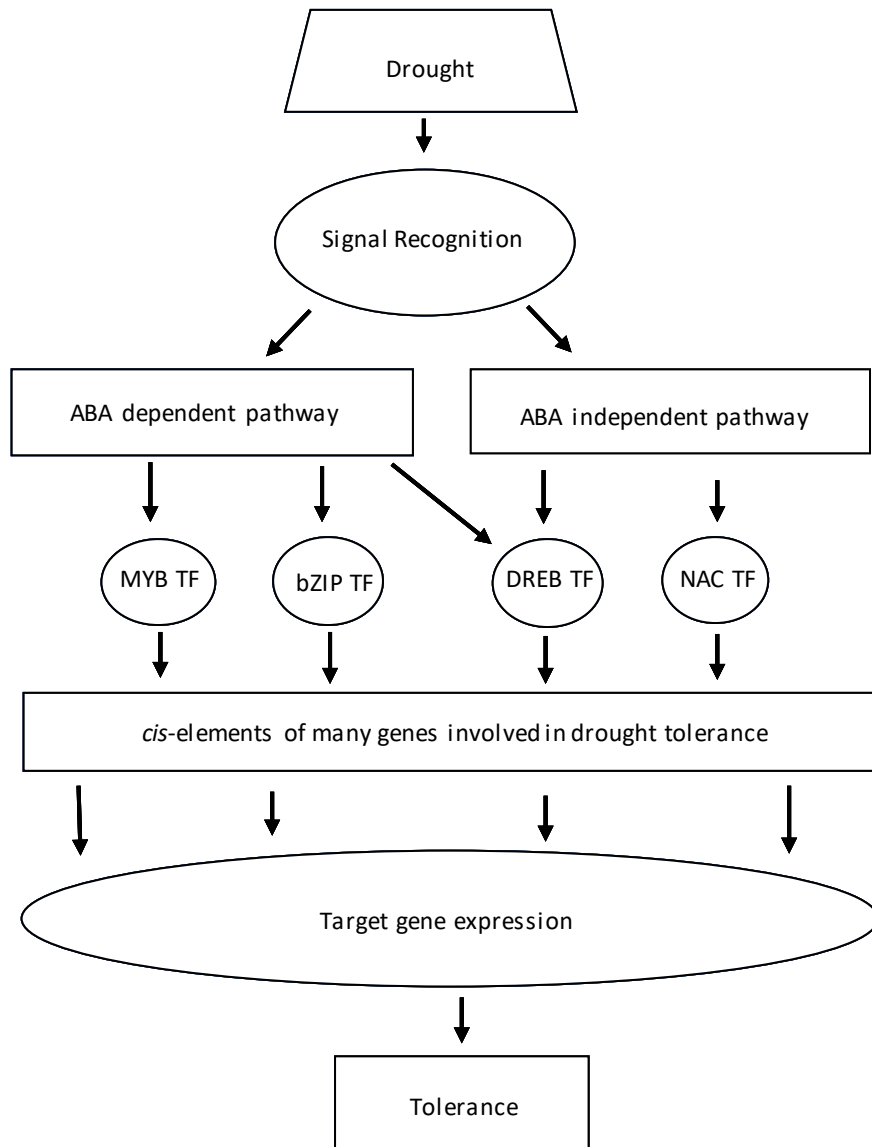 Drought
Signal Recognition
ABA dependent pathway
ABA independent pathway
MYB TF
bZIP TF
DREB TF
NAC TF
cis-elements of many genes involved in drought tolerance
Target gene expression
Tolerance